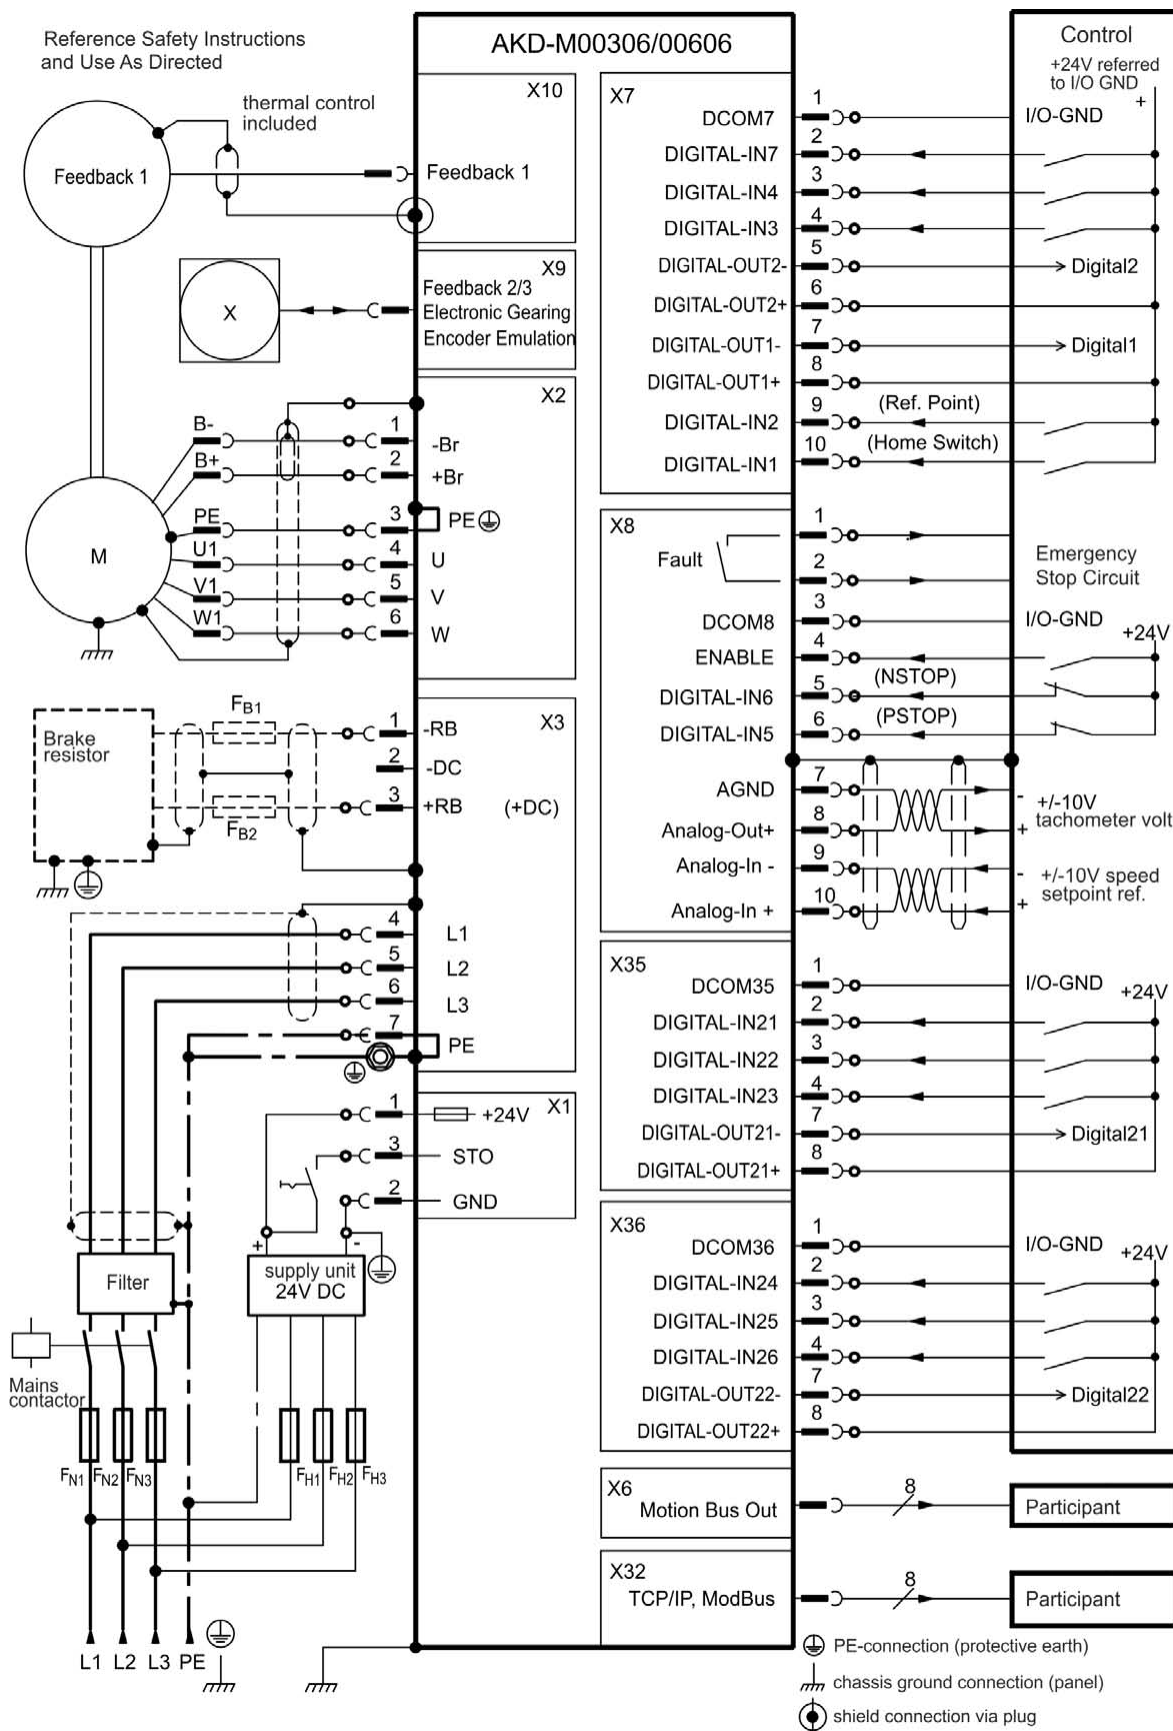 Reference Safety Instructions
and Use As Directed
AKD-M00306/00606
thermal control
included
Feedback 1
X10
Feedback 1
X
X9
Feedback 2/3
Electronic Gearing
Encoder Emulation
X2
B- 1 -Br
B+ 2 +Br
PE 3 PE
U1 4 U
V1 5 V
W1 6 W
M
X3
Brake
resistor
FB1
FB2
1 -RB
2 -DC
3 +RB (+DC)
4 L1
5 L2
6 L3
7 PE
X1
1 +24V
3 STO
2 GND
+ -
supply unit
24V DC
Filter
Mains
contactor
FN1 FN2 FN3 FH1 FH2 FH3
L1 L2 L3 PE
Control
+24V referred
to I/O GND
+
X7
DCOM7 1 I/O-GND
DIGITAL-IN7 2
DIGITAL-IN4 3
DIGITAL-IN3 4
DIGITAL-OUT2- 5 Digital2
DIGITAL-OUT2+ 6
DIGITAL-OUT1- 7 Digital1
DIGITAL-OUT1+ 8
DIGITAL-IN2 9 (Ref. Point)
DIGITAL-IN1 10 (Home Switch)
X8
Fault
1
2
Emergency
Stop Circuit
DCOM8 3 I/O-GND
+24V
ENABLE 4
DIGITAL-IN6 5 (NSTOP)
DIGITAL-IN5 6 (PSTOP)
AGND 7 -
Analog-Out+ 8 +
+/-10V
tachometer volt
Analog-In - 9 -
Analog-In + 10 +
+/-10V speed
setpoint ref.
X35
DCOM35 1 I/O-GND
+24V
DIGITAL-IN21 2
DIGITAL-IN22 3
DIGITAL-IN23 4
DIGITAL-OUT21- 7 Digital21
DIGITAL-OUT21+ 8
X36
DCOM36 1 I/O-GND
+24V
DIGITAL-IN24 2
DIGITAL-IN25 3
DIGITAL-IN26 4
DIGITAL-OUT22- 7 Digital22
DIGITAL-OUT22+ 8
X6
Motion Bus Out 8 Participant
X32
TCP/IP, ModBus 8 Participant
PE-connection (protective earth)
chassis ground connection (panel)
shield connection via plug